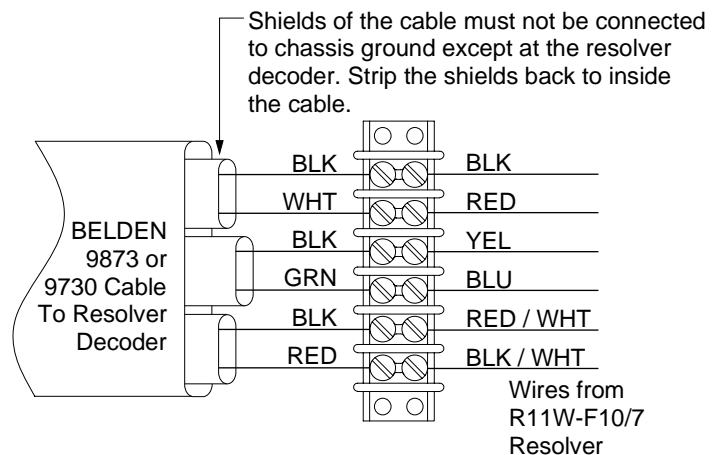 Shields of the cable must not be connected
to chassis ground except at the resolver
decoder. Strip the shields back to inside
the cable.
BLK BLK
WHT RED
BLK YEL
GRN BLU
BLK RED / WHT
RED BLK / WHT
BELDEN
9873 or
9730 Cable
To Resolver
Decoder
Wires from
R11W-F10/7
Resolver